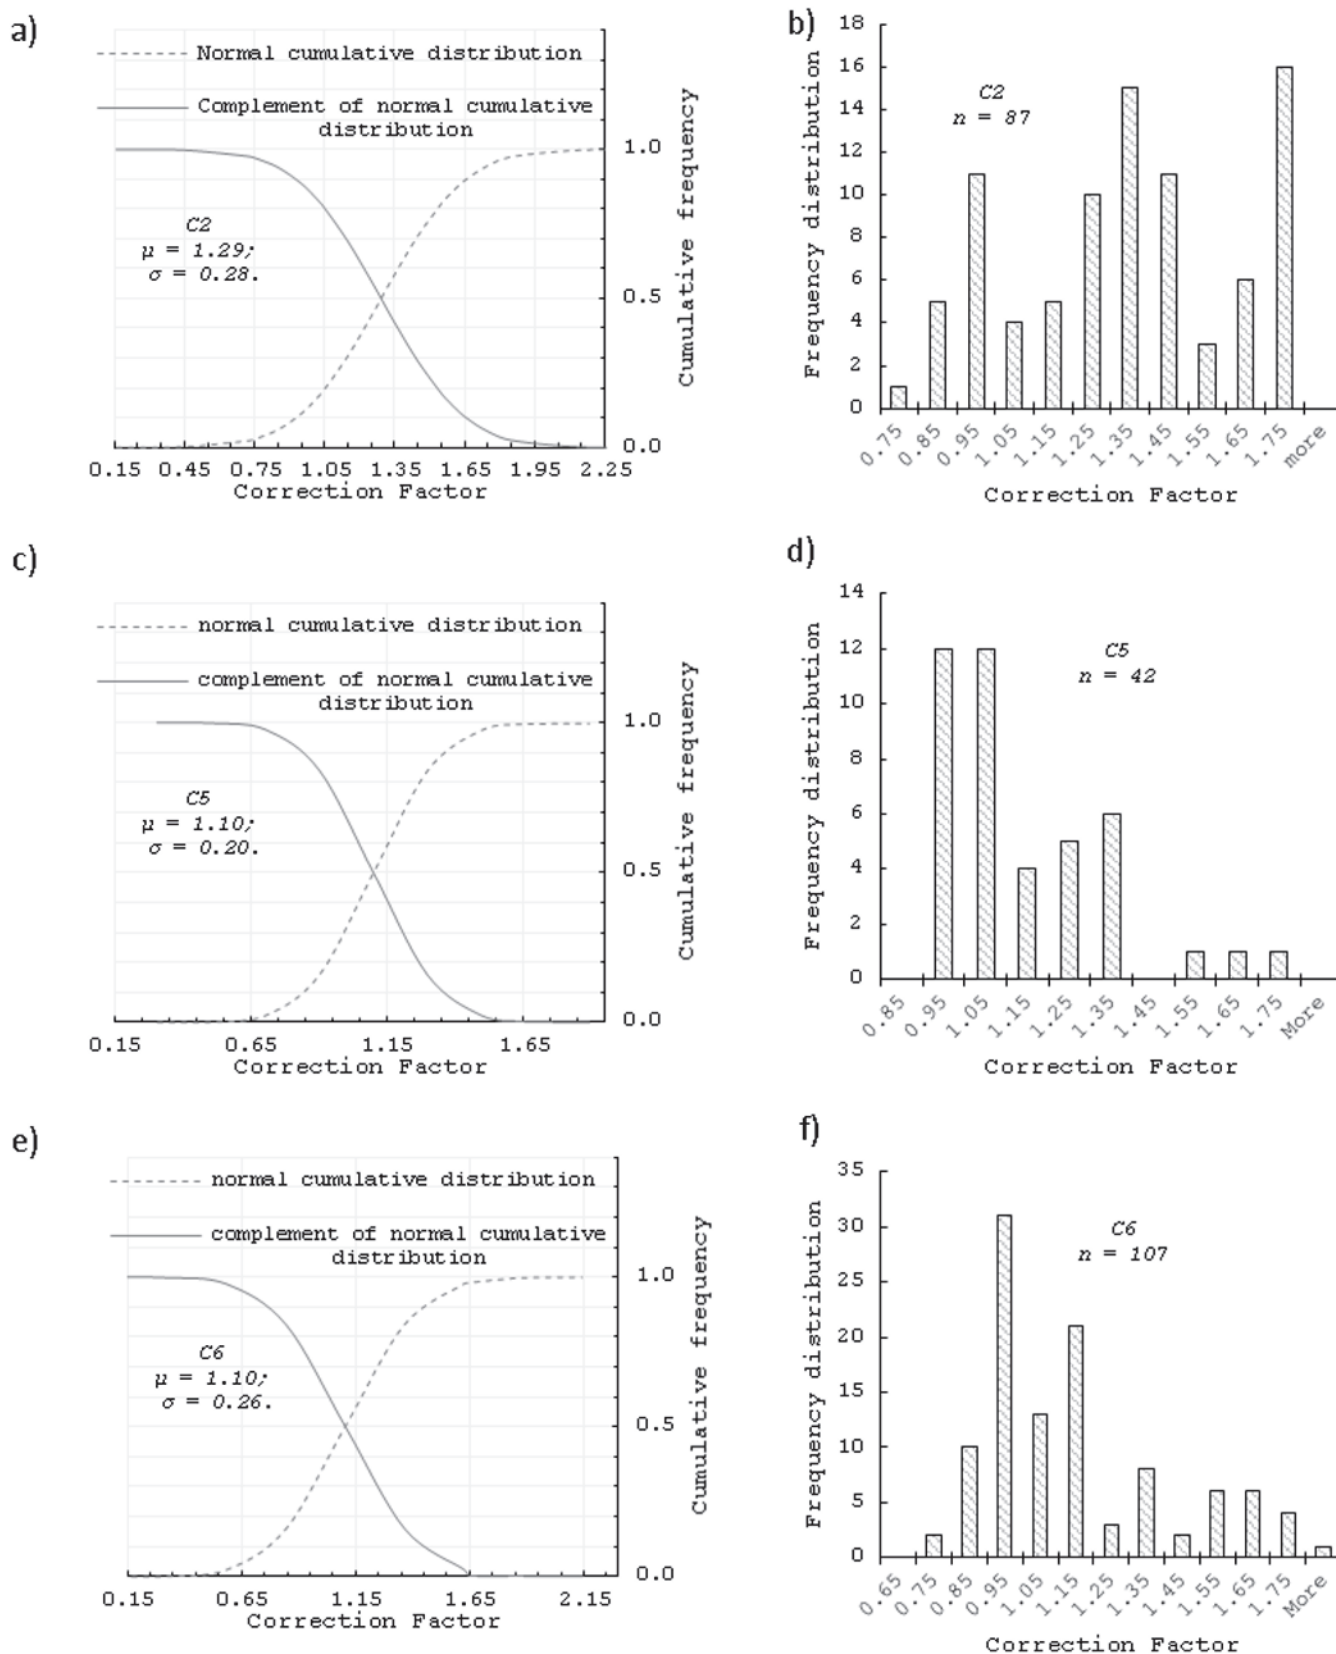 a)
Normal cumulative distribution
Complement of normal cumulative
distribution
C2
μ = 1.29;
σ = 0.28.
1.0
0.5
0.0
Cumulative frequency
0.15 0.45 0.75 1.05 1.35 1.65 1.95 2.25
Correction Factor
b)
C2
n = 87
18
16
14
12
10
8
6
4
2
0
Frequency distribution
0.75 0.85 0.95 1.05 1.15 1.25 1.35 1.45 1.55 1.65 1.75 more
Correction Factor
c)
normal cumulative distribution
complement of normal cumulative
distribution
C5
μ = 1.10;
σ = 0.20.
1.0
0.5
0.0
Cumulative frequency
0.15 0.65 1.15 1.65
Correction Factor
d)
C5
n = 42
14
12
10
8
6
4
2
0
Frequency distribution
0.85 0.95 1.05 1.15 1.25 1.35 1.45 1.55 1.65 1.75 More
Correction Factor
e)
normal cumulative distribution
complement of normal cumulative
distribution
C6
μ = 1.10;
σ = 0.26.
1.0
0.5
0.0
Cumulative frequency
0.15 0.65 1.15 1.65 2.15
Correction Factor
f)
C6
n = 107
35
30
25
20
15
10
5
0
Frequency distribution
0.65 0.75 0.85 0.95 1.05 1.15 1.25 1.35 1.45 1.55 1.65 1.75 More
Correction Factor